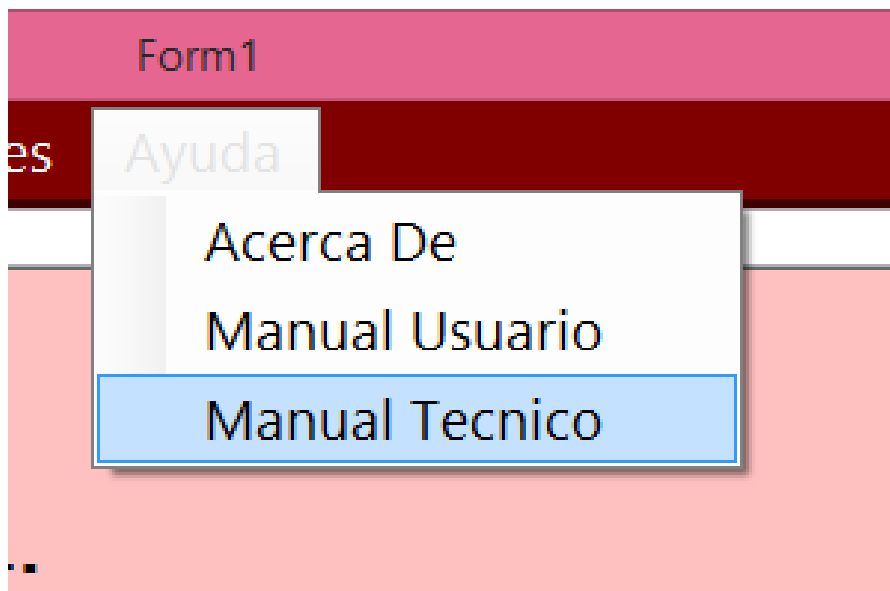 Form1
es Ayuda
Acerca De
Manual Usuario
Manual Tecnico
..